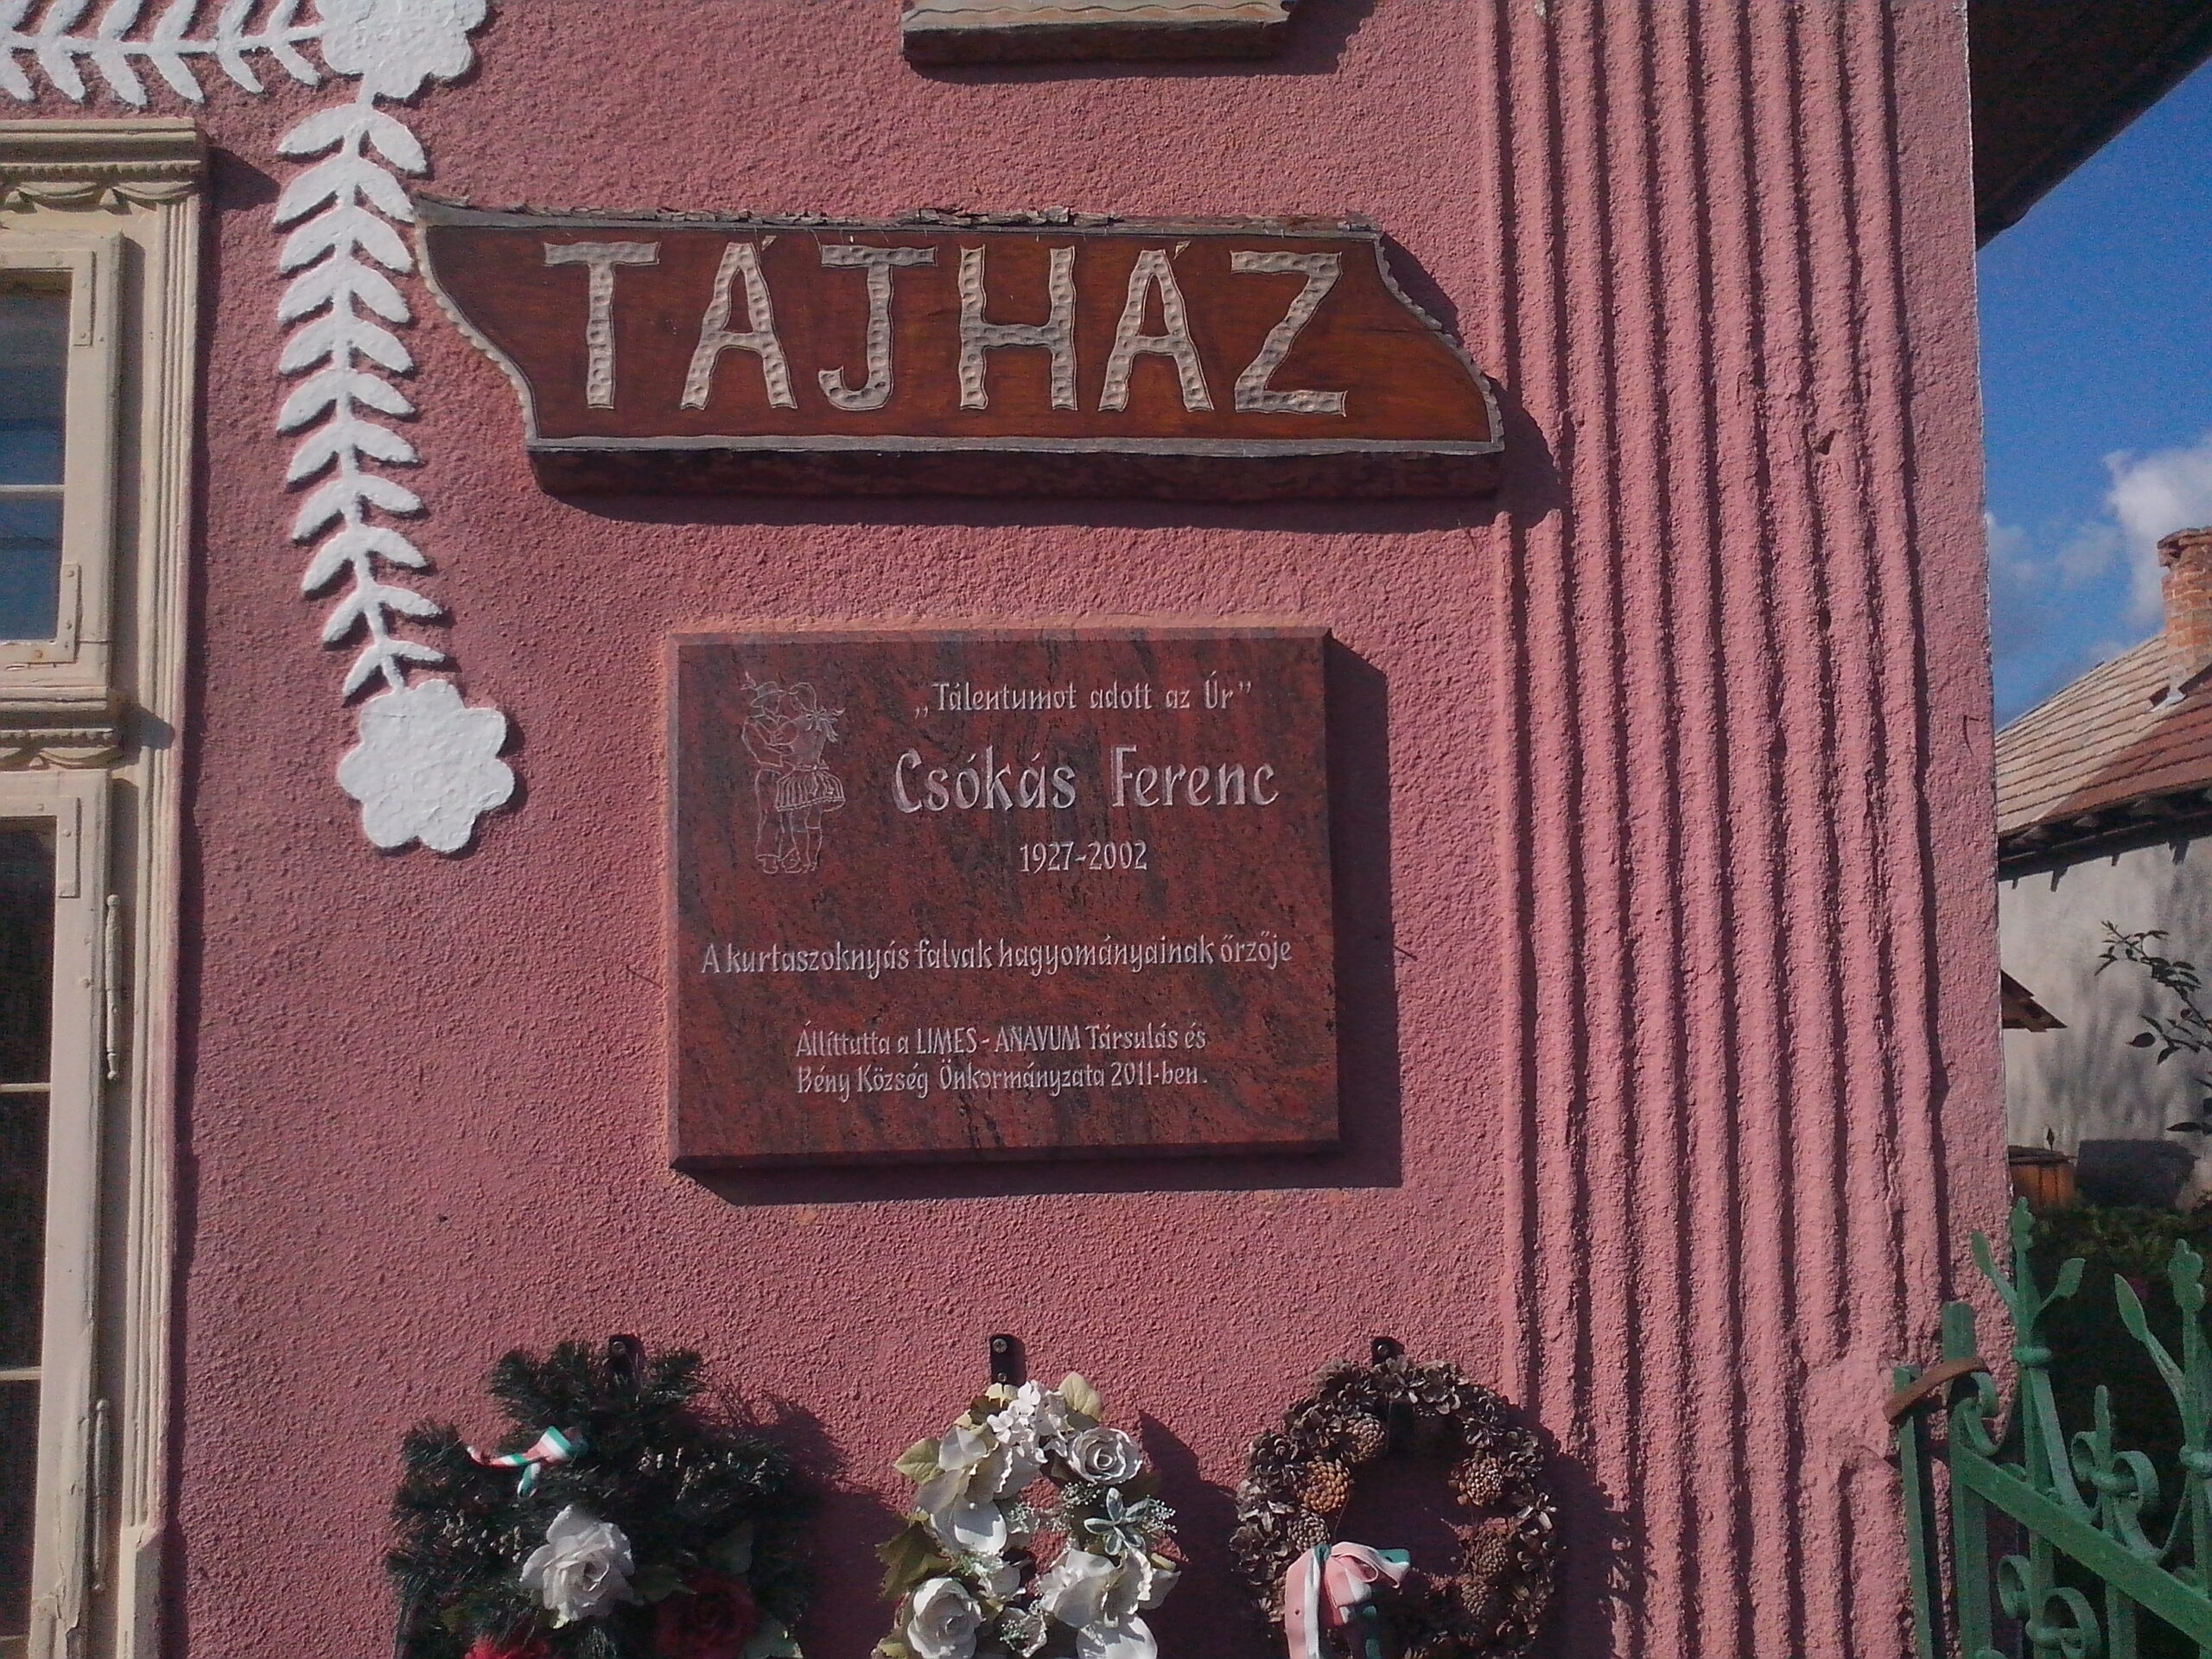 TÁJHÁZ
„Tálentumot adott az Úr”
Csókás Ferenc
1927-2002
A kurtaszoknyás falvak hagyományainak őrzője
Állíttatta a LIMES - ANAVUM Társulás és
Bény Község Önkormányzata 2011-ben.